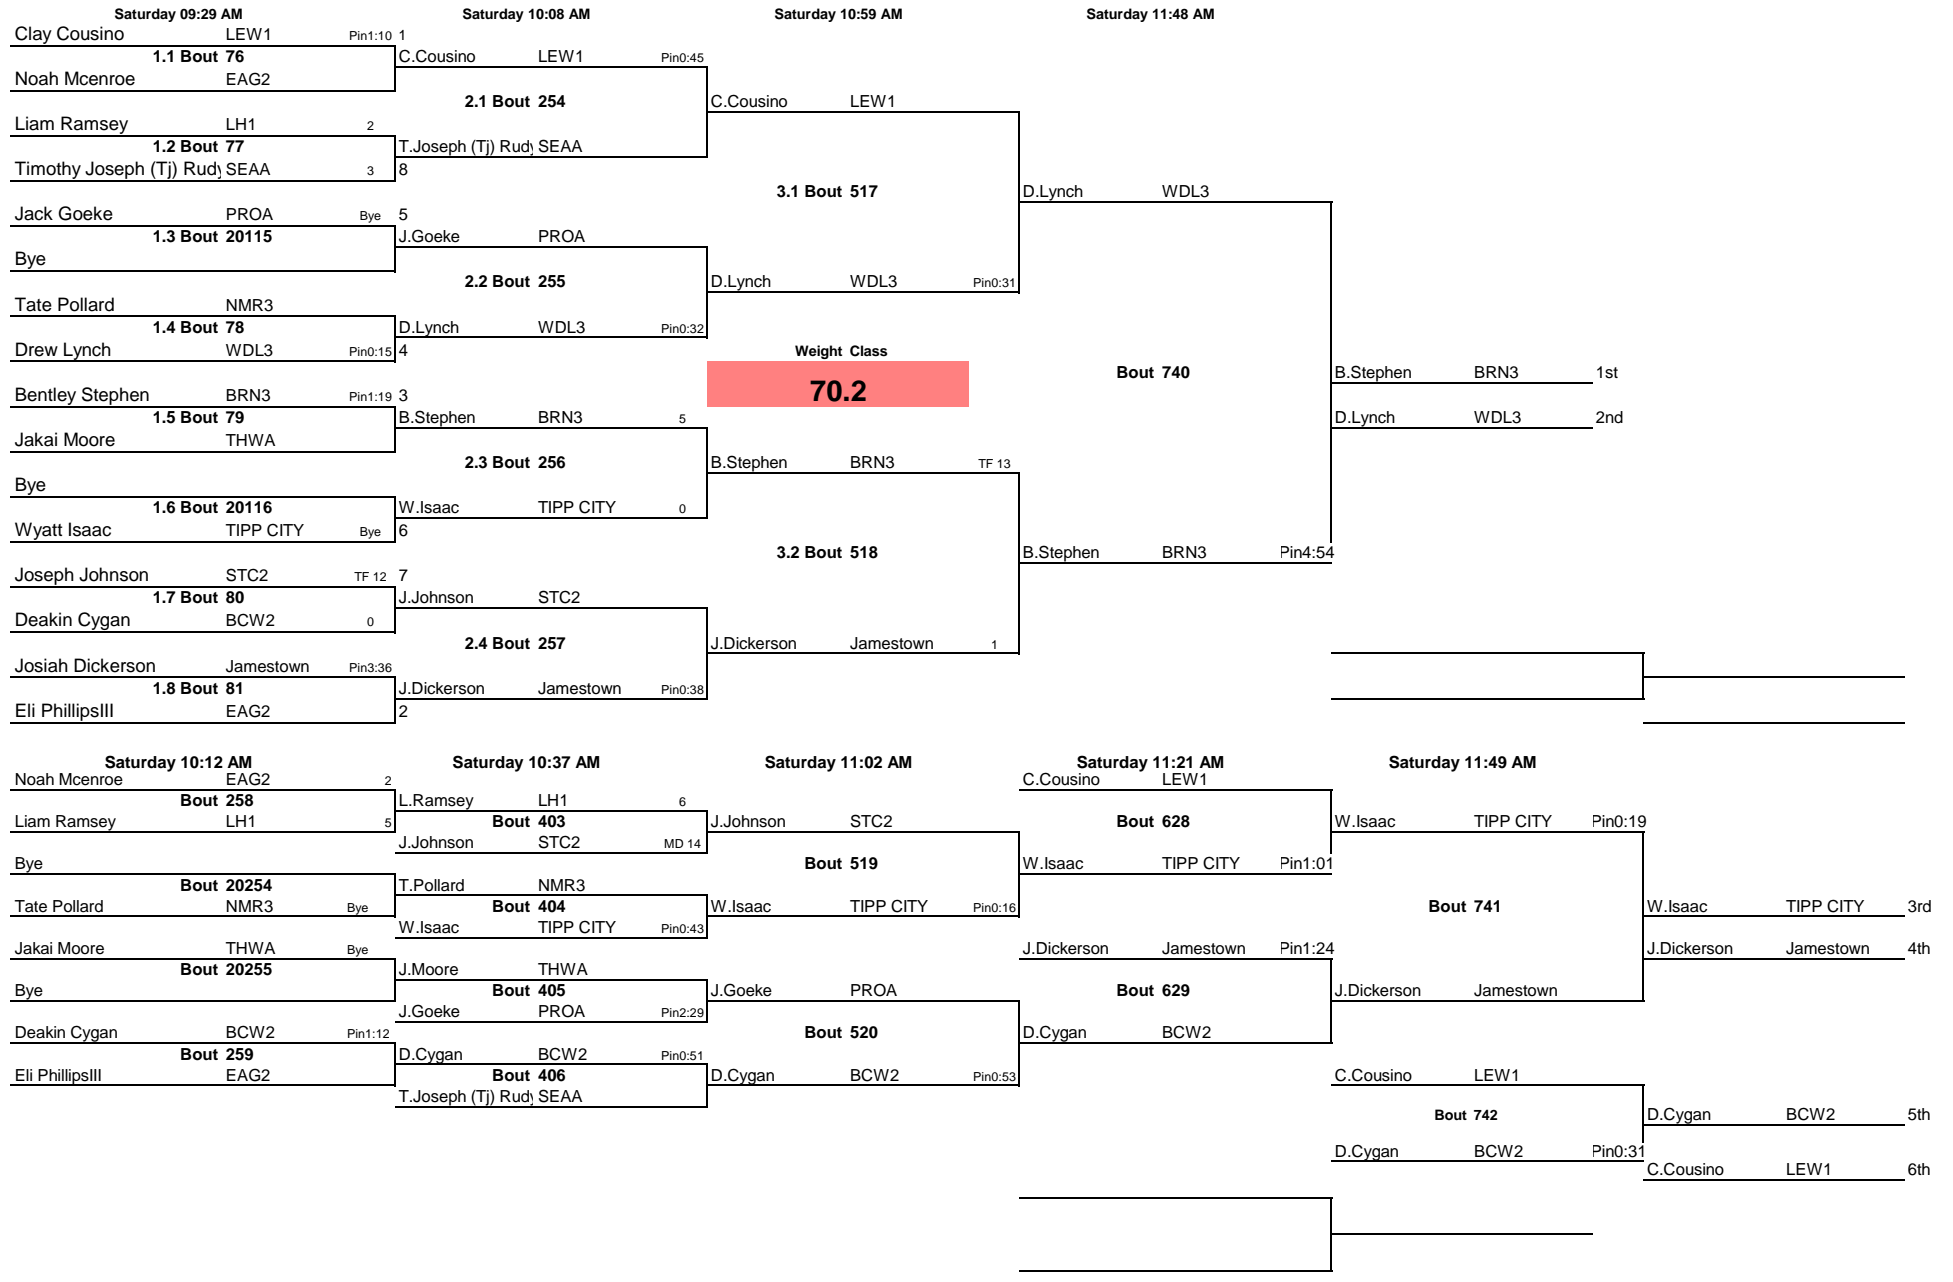 Saturday 09:29 AM Saturday 10:08 AM Saturday 10:59 AM Saturday 11:48 AM
Clay Cousino LEW1 Pin1:10 1
1.1 Bout 76 C.Cousino LEW1 Pin0:45
Noah Mcenroe EAG2
2.1 Bout 254 C.Cousino LEW1
Liam Ramsey LH1 2
1.2 Bout 77 T.Joseph (Tj) Rudy SEAA
Timothy Joseph (Tj) Rudy SEAA 3 8
3.1 Bout 517 D.Lynch WDL3
Jack Goeke PROA Bye 5
1.3 Bout 20115 J.Goeke PROA
Bye
2.2 Bout 255 D.Lynch WDL3 Pin0:31
Tate Pollard NMR3
1.4 Bout 78 D.Lynch WDL3 Pin0:32
Drew Lynch WDL3 Pin0:15 4 Weight Class
Bout 740 B.Stephen BRN3 1st
70.2
Bentley Stephen BRN3 Pin1:19 3
1.5 Bout 79 B.Stephen BRN3 5 D.Lynch WDL3 2nd
Jakai Moore THWA
2.3 Bout 256 B.Stephen BRN3 TF 13
Bye
1.6 Bout 20116 W.Isaac TIPP CITY 0
Wyatt Isaac TIPP CITY Bye 6
3.2 Bout 518 B.Stephen BRN3 Pin4:54
Joseph Johnson STC2 TF 12 7
1.7 Bout 80 J.Johnson STC2
Deakin Cygan BCW2 0
2.4 Bout 257 J.Dickerson Jamestown 1
Josiah Dickerson Jamestown Pin3:36
1.8 Bout 81 J.Dickerson Jamestown Pin0:38
Eli PhillipsIII EAG2 2
Saturday 10:12 AM Saturday 10:37 AM Saturday 11:02 AM Saturday 11:21 AM Saturday 11:49 AM
Noah Mcenroe EAG2 2 C.Cousino LEW1
Bout 258 L.Ramsey LH1 6
Liam Ramsey LH1 5 Bout 403 J.Johnson STC2 Bout 628 W.Isaac TIPP CITY Pin0:19
J.Johnson STC2 MD 14
Bye Bout 519 W.Isaac TIPP CITY Pin1:01
Bout 20254 T.Pollard NMR3
Tate Pollard NMR3 Bye Bout 404 W.Isaac TIPP CITY Pin0:16 Bout 741 W.Isaac TIPP CITY 3rd
W.Isaac TIPP CITY Pin0:43
Jakai Moore THWA Bye J.Dickerson Jamestown Pin1:24 J.Dickerson Jamestown 4th
Bout 20255 J.Moore THWA
Bye Bout 405 J.Goeke PROA Bout 629 J.Dickerson Jamestown
J.Goeke PROA Pin2:29
Deakin Cygan BCW2 Pin1:12 Bout 520 D.Cygan BCW2
Bout 259 D.Cygan BCW2 Pin0:51
Eli PhillipsIII EAG2 Bout 406 D.Cygan BCW2 Pin0:53 C.Cousino LEW1
T.Joseph (Tj) Rudy SEAA
Bout 742 D.Cygan BCW2 5th
D.Cygan BCW2 Pin0:31
C.Cousino LEW1 6th